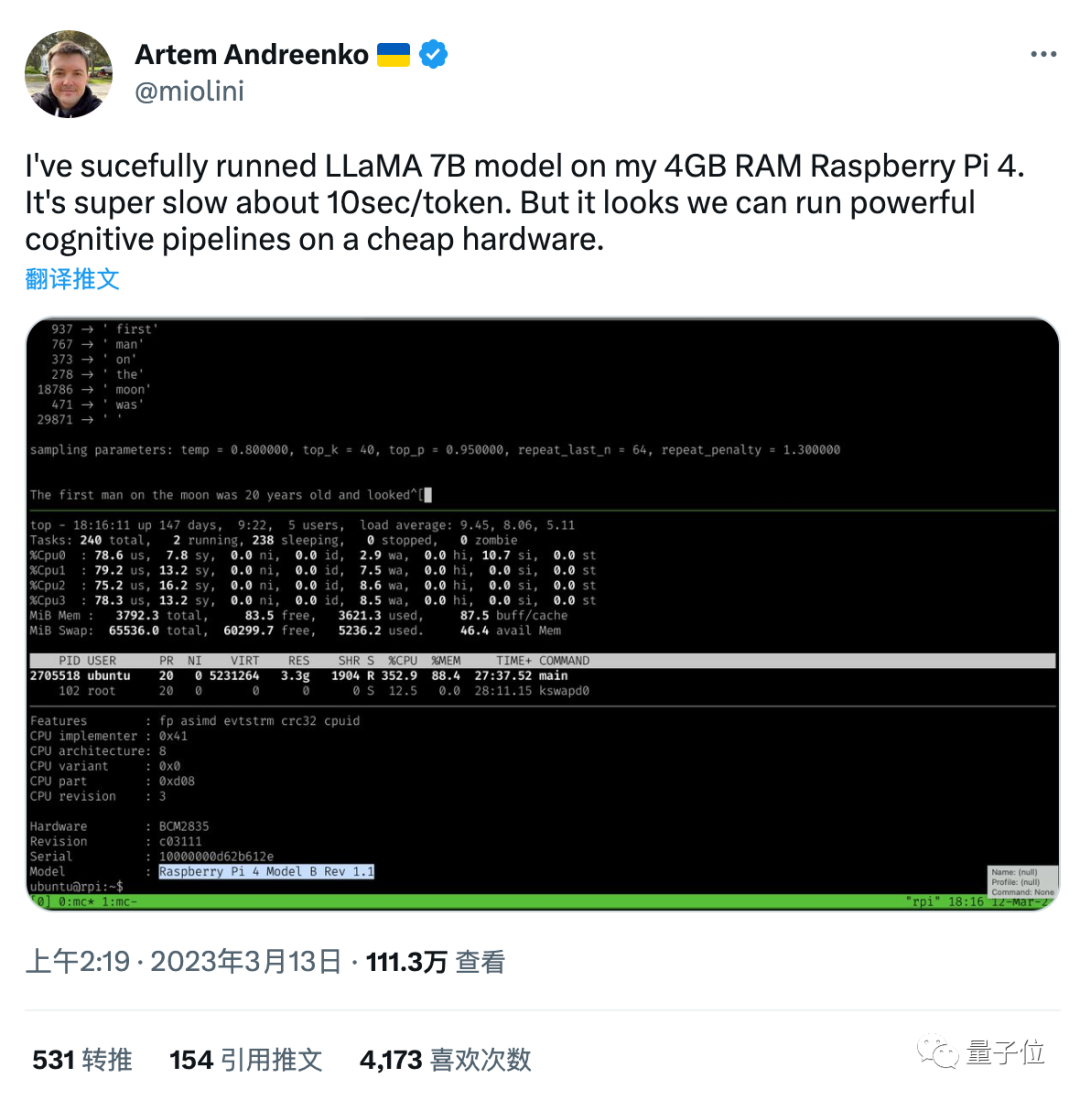 Artem Andreenko
@miolini
I've sucefully runned LLaMA 7B model on my 4GB RAM Raspberry Pi 4.
It's super slow about 10sec/token. But it looks we can run powerful
cognitive pipelines on a cheap hardware.
翻译推文
937 → ' first'
767 → ' man'
373 → ' on'
278 → ' the'
18786 → ' moon'
471 → ' was'
29871 → ' '
sampling parameters: temp = 0.800000, top_k = 40, top_p = 0.950000, repeat_last_n = 64, repeat_penalty = 1.300000
The first man on the moon was 20 years old and looked^[
top - 18:16:11 up 147 days, 9:22, 5 users, load average: 9.45, 8.06, 5.11
Tasks: 240 total, 2 running, 238 sleeping, 0 stopped, 0 zombie
%Cpu0 : 78.6 us, 7.8 sy, 0.0 ni, 0.0 id, 2.9 wa, 0.0 hi, 10.7 si, 0.0 st
%Cpu1 : 79.2 us, 13.2 sy, 0.0 ni, 0.0 id, 7.5 wa, 0.0 hi, 0.0 si, 0.0 st
%Cpu2 : 75.2 us, 16.2 sy, 0.0 ni, 0.0 id, 8.6 wa, 0.0 hi, 0.0 si, 0.0 st
%Cpu3 : 78.3 us, 13.2 sy, 0.0 ni, 0.0 id, 8.5 wa, 0.0 hi, 0.0 si, 0.0 st
MiB Mem : 3792.3 total, 83.5 free, 3621.3 used, 87.5 buff/cache
MiB Swap: 65536.0 total, 60299.7 free, 5236.2 used. 46.4 avail Mem
PID USER PR NI VIRT RES SHR S %CPU %MEM TIME+ COMMAND
2705518 ubuntu 20 0 5231264 3.3g 1904 R 352.9 88.4 27:37.52 main
102 root 20 0 0 0 0 S 12.5 0.0 28:11.15 kswapd0
Features : fp asimd evtstrm crc32 cpuid
CPU implementer : 0x41
CPU architecture: 8
CPU variant : 0x0
CPU part : 0xd08
CPU revision : 3
Hardware : BCM2835
Revision : c03111
Serial : 10000000d62b612e
Model : Raspberry Pi 4 Model B Rev 1.1
ubuntu@rpi:~$
Name: (null)
Profile: (null)
Command: None
[0] 0:mc* 1:mc- "rpi" 18:16 12-Mar-2
上午2:19 · 2023年3月13日 · 111.3万 查看
531 转推 154 引用推文 4,173 喜欢次数
量子位